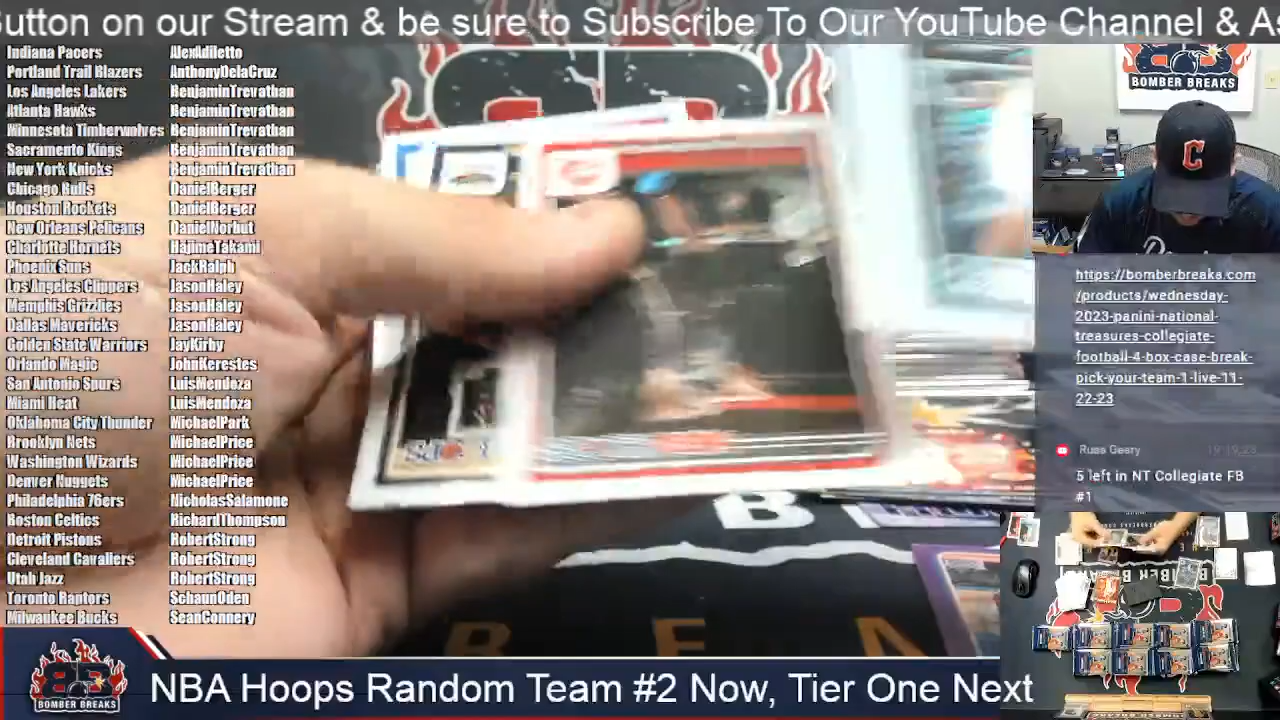 Button on our Stream & be sure to Subscribe To Our YouTube Channel & As
Indiana Pacers AlexAdiletto
Portland Trail Blazers AnthonyDelaCruz
Los Angeles Lakers BenjaminTrevathan
Atlanta Hawks BenjaminTrevathan
Minnesota Timberwolves BenjaminTrevathan
Sacramento Kings BenjaminTrevathan
New York Knicks BenjaminTrevathan
Chicago Bulls DanielBerger
Houston Rockets DanielBerger
New Orleans Pelicans DanielNorbut
Charlotte Hornets HajimeTakami
Phoenix Suns JackRalph
Los Angeles Clippers JasonHaley
Memphis Grizzlies JasonHaley
Dallas Mavericks JasonHaley
Golden State Warriors JayKirby
Orlando Magic JohnKerestes
San Antonio Spurs LuisMendoza
Miami Heat LuisMendoza
Oklahoma City Thunder MichaelPark
Brooklyn Nets MichaelPrice
Washington Wizards MichaelPrice
Denver Nuggets MichaelPrice
Philadelphia 76ers NicholasSalamone
Boston Celtics RichardThompson
Detroit Pistons RobertStrong
Cleveland Cavaliers RobertStrong
Utah Jazz RobertStrong
Toronto Raptors SchaunOden
Milwaukee Bucks SeanConnery
BOMBER BREAKS
C
https://bomberbreaka.com
/products/wednesday-
2023-panini-national-
treasures-collegiate-
football-4-box-case-break-
pick-your-team-1-live-11-
22-23
Russ Geary 19:19:23
5 left in NT Collegiate FB
#1
BOMBER BREAKS
NBA Hoops Random Team #2 Now, Tier One Next